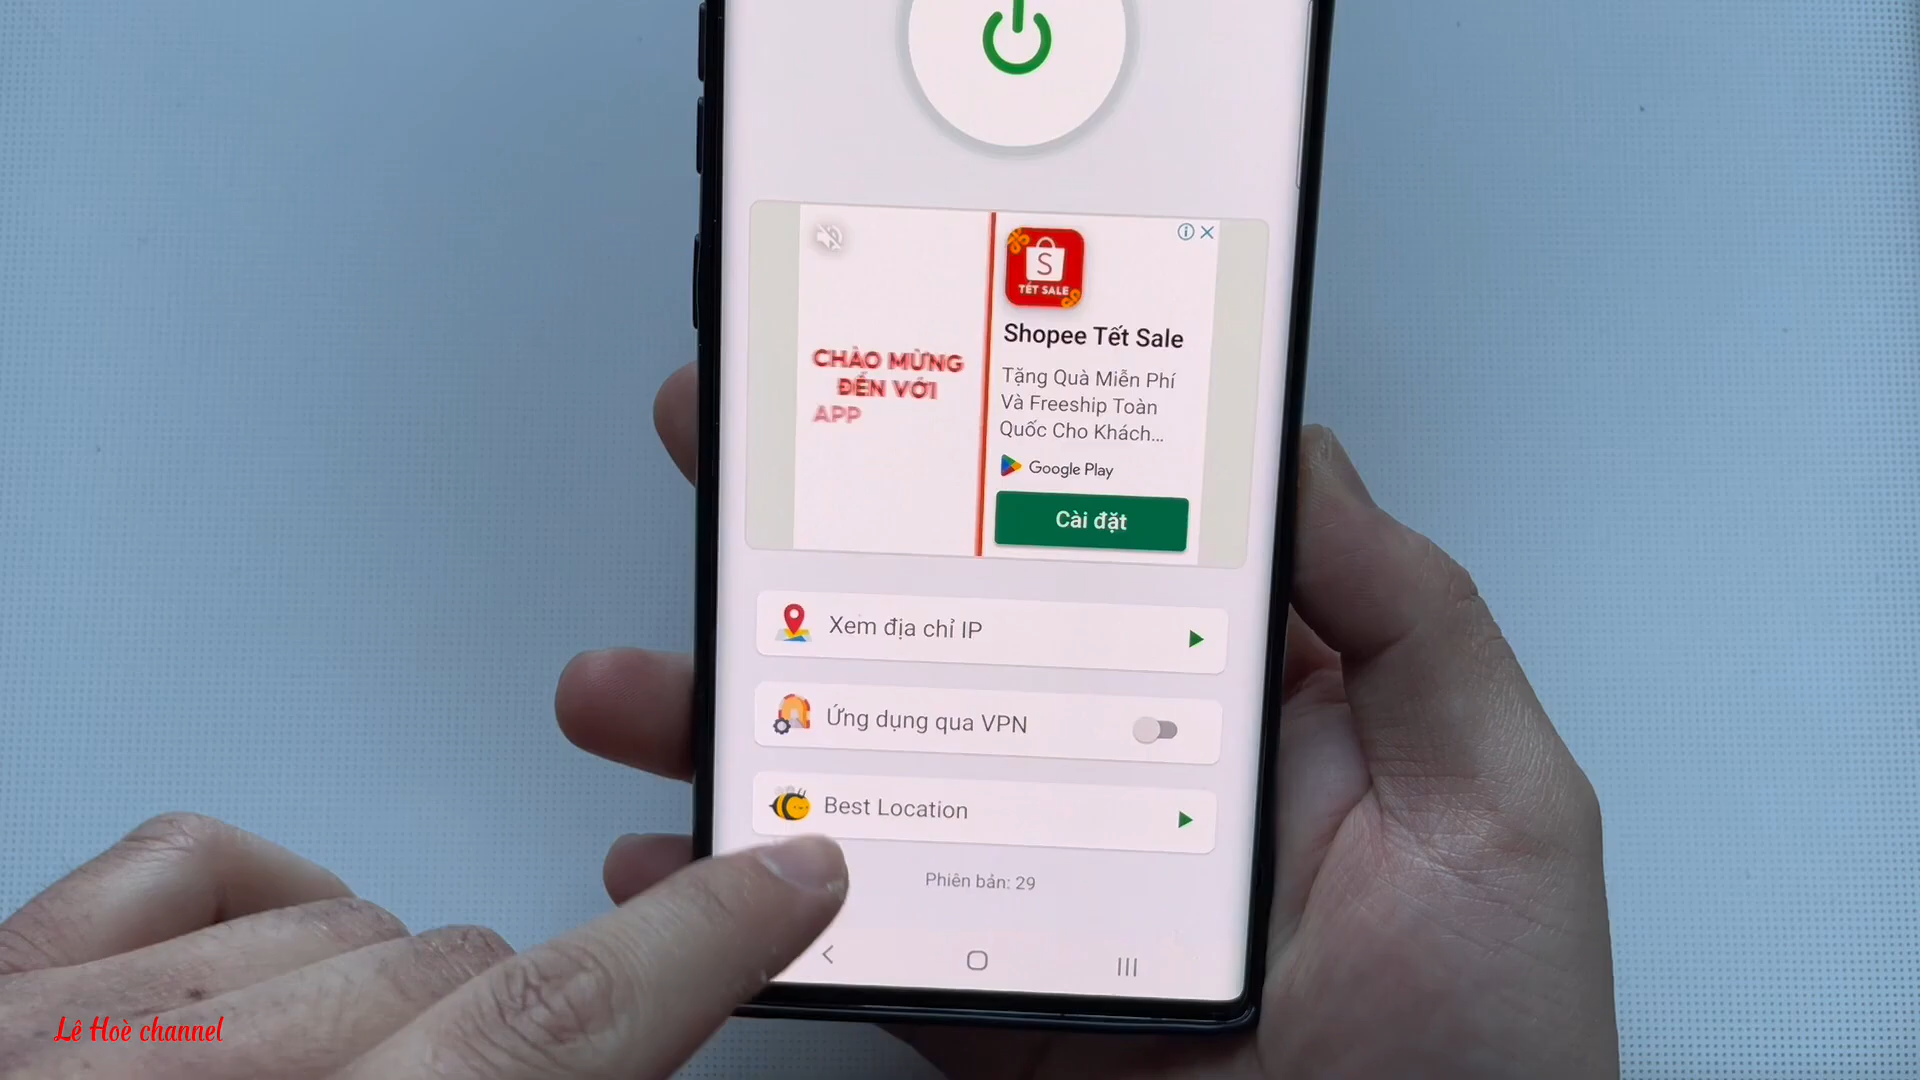 CHÀO MỪNG
ĐẾN VỚI
APP
S
TẾT SALE
Shopee Tết Sale
Tặng Quà Miễn Phí
Và Freeship Toàn
Quốc Cho Khách...
Google Play
Cài đặt
Xem địa chỉ IP
Ứng dụng qua VPN
Best Location
Phiên bản: 29
Lê Hoè channel